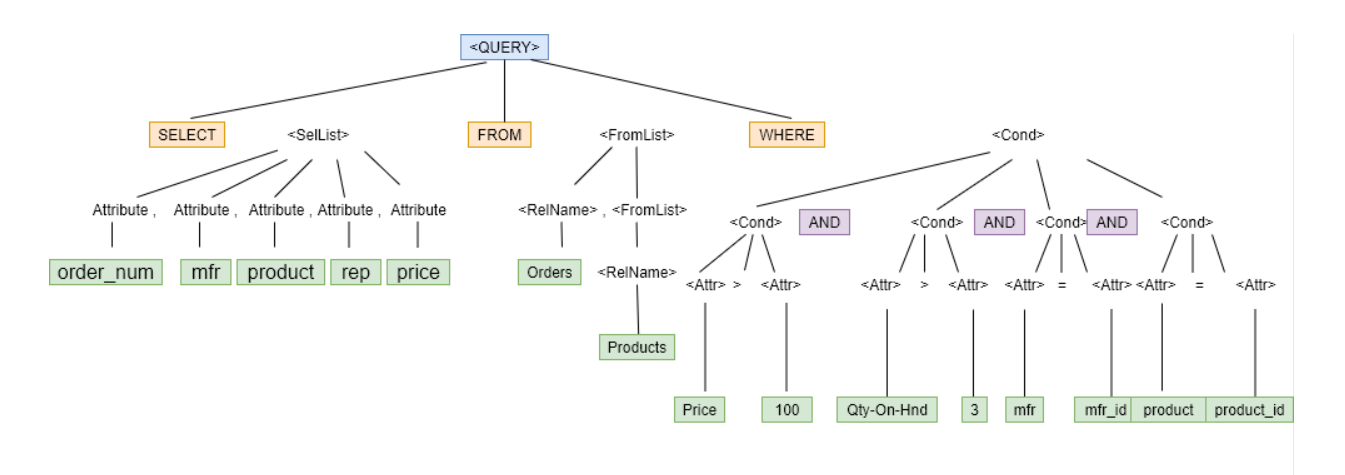 <QUERY>
SELECT <SelList> FROM <FromList> WHERE <Cond>
Attribute , Attribute , Attribute , Attribute , Attribute <RelName> , <FromList> <Cond> AND <Cond> AND <Cond> AND <Cond>
order_num mfr product rep price Orders <RelName> <Attr> > <Attr> <Attr> > <Attr> <Attr> = <Attr> <Attr> = <Attr>
Products
Price 100 Qty-On-Hnd 3 mfr mfr_id product product_id